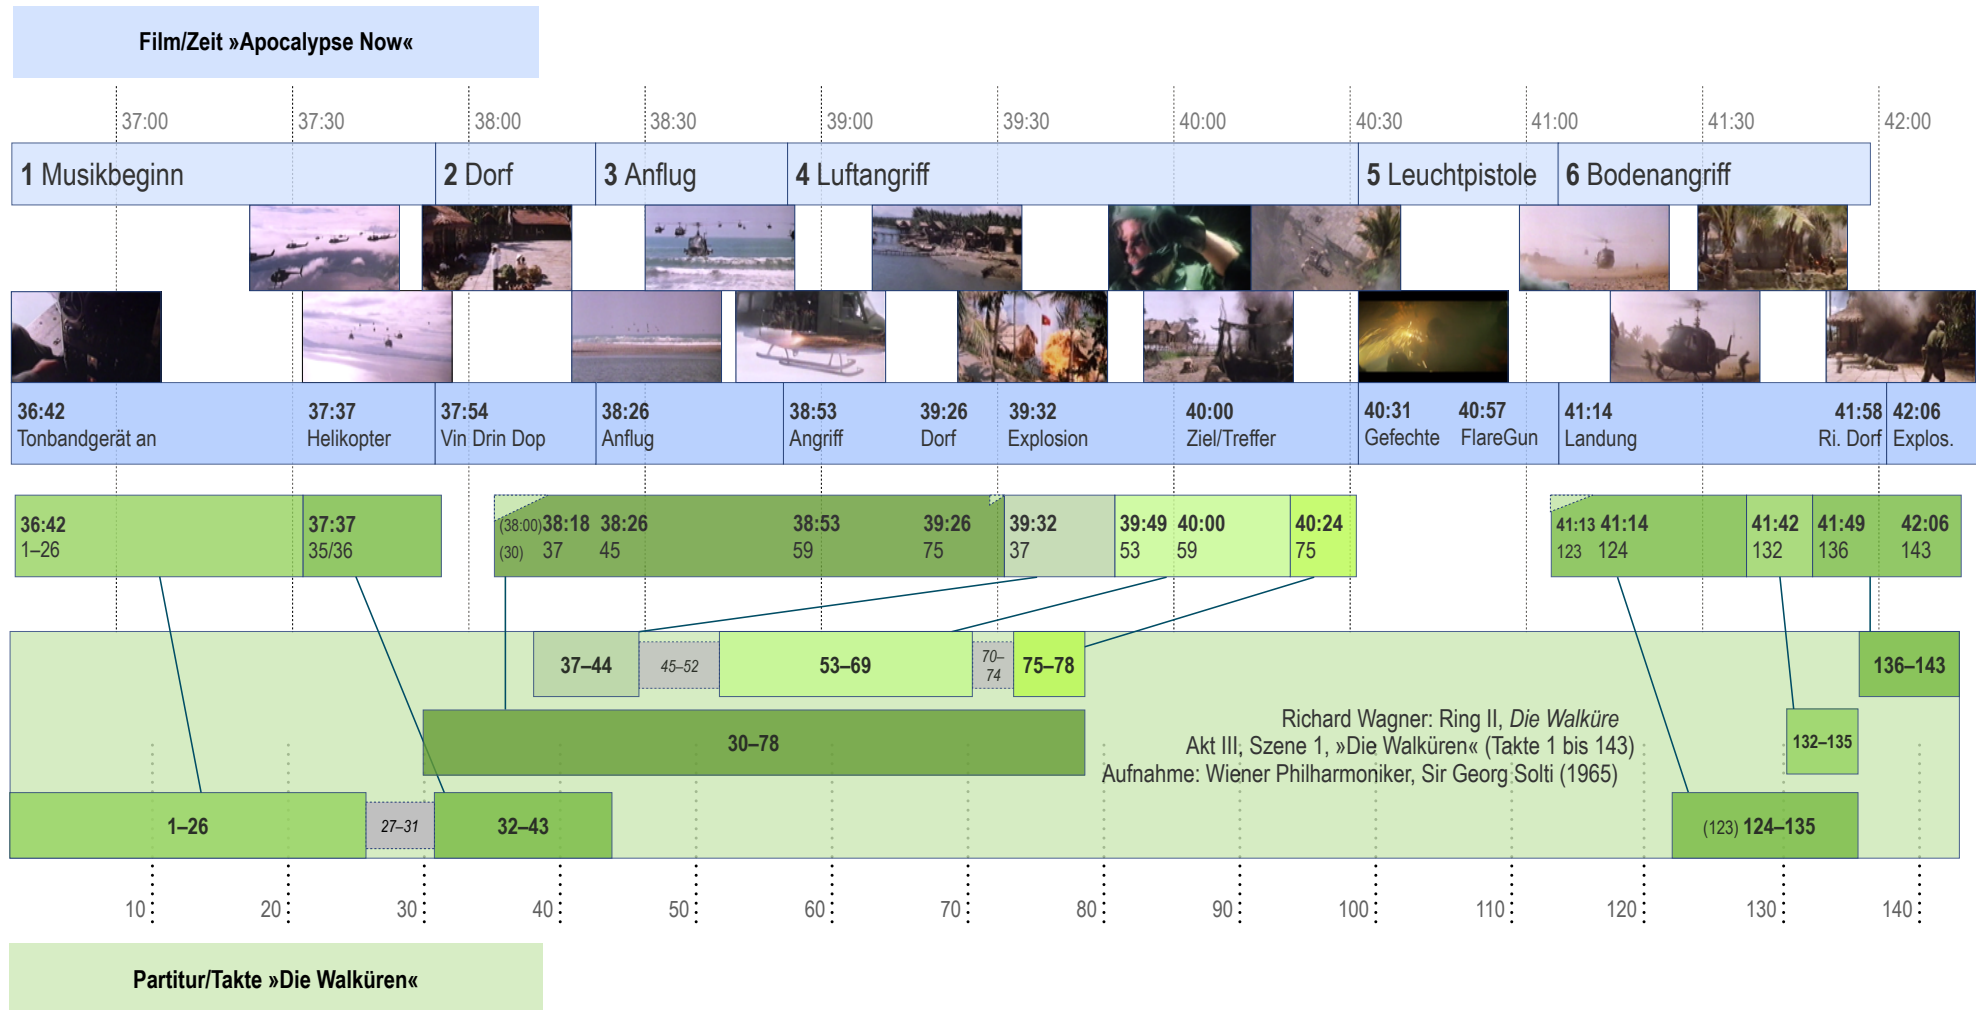 Film/Zeit »Apocalypse Now«
37:00 37:30 38:00 38:30 39:00 39:30 40:00 40:30 41:00 41:30 42:00
1 Musikbeginn 2 Dorf 3 Anflug 4 Luftangriff 5 Leuchtpistole 6 Bodenangriff
36:42 37:37 37:54 38:26 38:53 39:26 39:32 40:00 40:31 40:57 41:14 41:58 42:06
Tonbandgerät an Helikopter Vin Drin Dop Anflug Angriff Dorf Explosion Ziel/Treffer Gefechte FlareGun Landung Ri. Dorf Explos.
36:42 37:37 (38:00) 38:18 38:26 38:53 39:26 39:32 39:49 40:00 40:24 41:13 41:14 41:42 41:49 42:06
1–26 35/36 (30) 37 45 59 75 37 53 59 75 123 124 132 136 143
37–44 45–52 53–69 70–
74 75–78 136–143
Richard Wagner: Ring II, Die Walküre
Akt III, Szene 1, »Die Walküren« (Takte 1 bis 143)
Aufnahme: Wiener Philharmoniker, Sir Georg Solti (1965)
30–78 132–135
1–26 27–31 32–43 (123) 124–135
10 20 30 40 50 60 70 80 90 100 110 120 130 140
Partitur/Takte »Die Walküren«